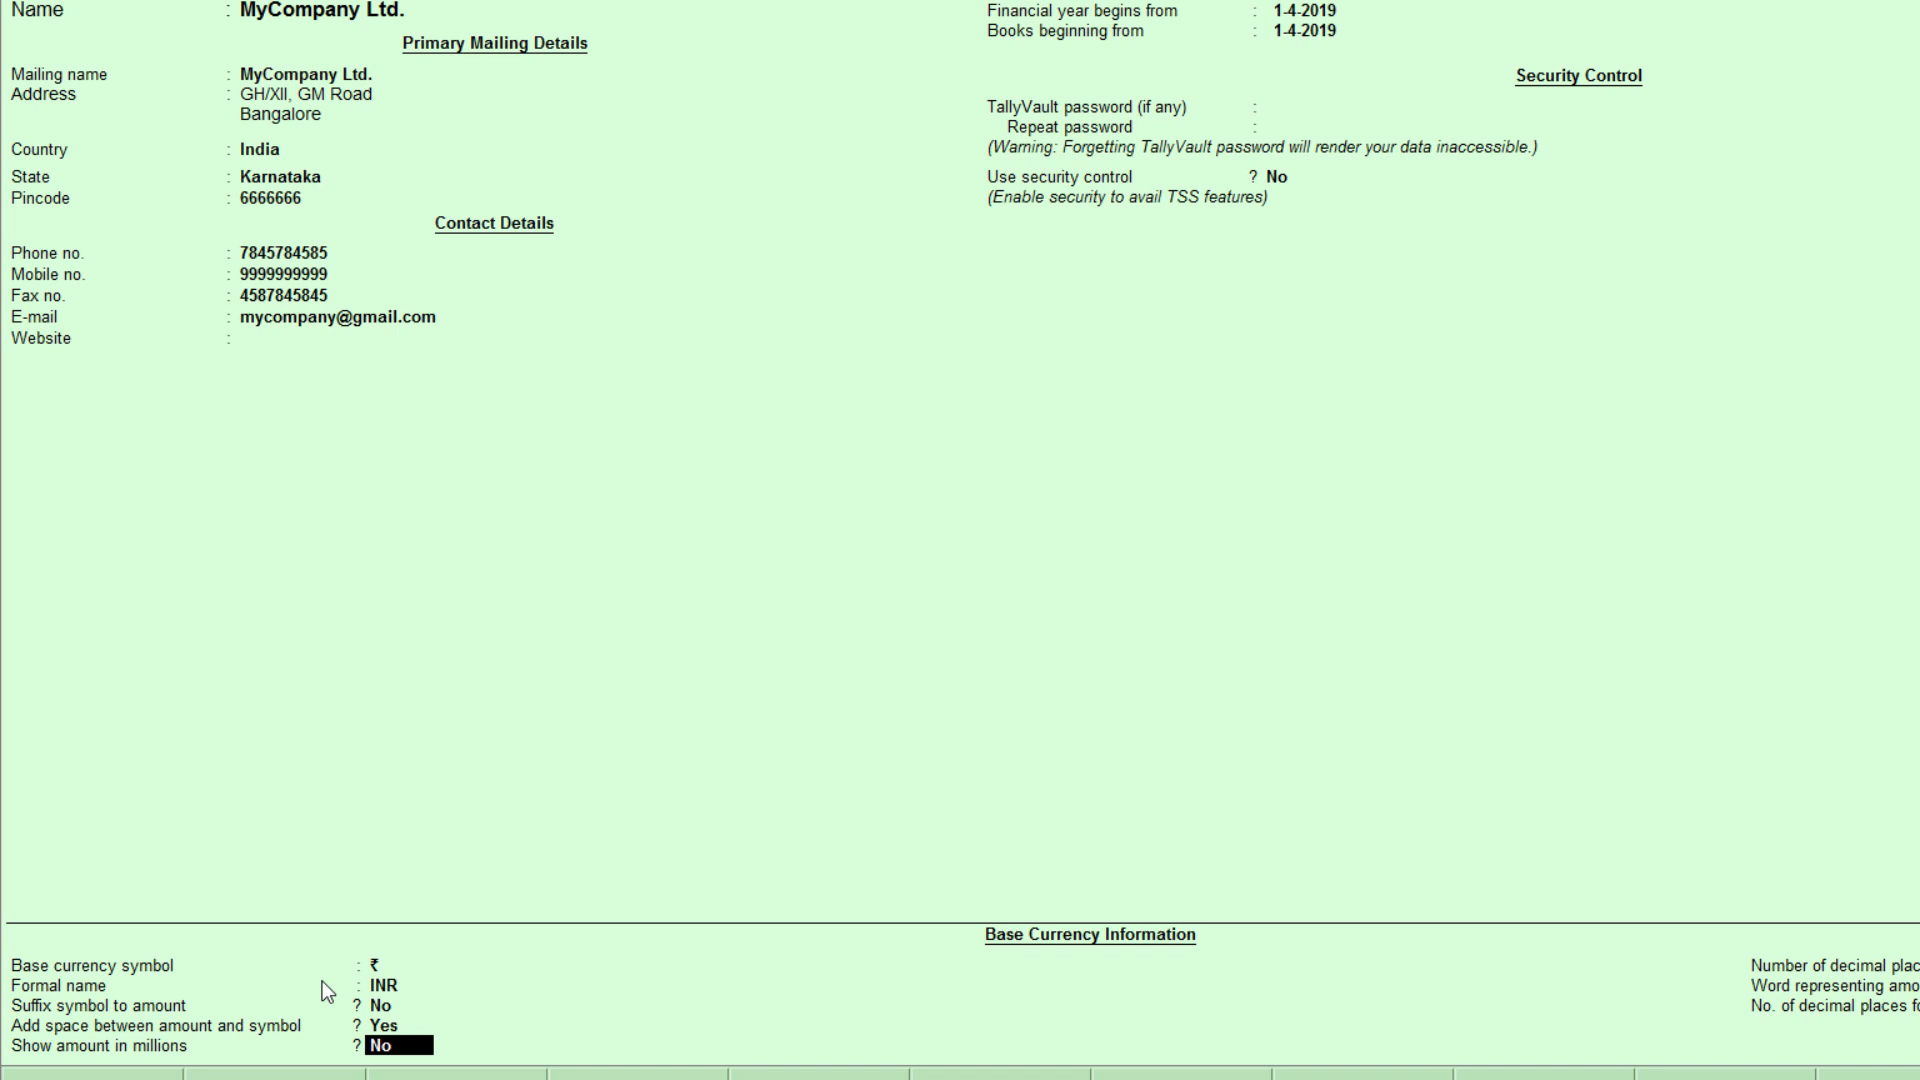 Name : MyCompany Ltd.
Primary Mailing Details
Mailing name : MyCompany Ltd.
Address : GH/XII, GM Road
Bangalore
Country : India
State : Karnataka
Pincode : 6666666
Contact Details
Phone no. : 7845784585
Mobile no. : 9999999999
Fax no. : 4587845845
E-mail : mycompany@gmail.com
Website :
Financial year begins from : 1-4-2019
Books beginning from : 1-4-2019
Security Control
TallyVault password (if any) :
Repeat password :
(Warning: Forgetting TallyVault password will render your data inaccessible.)
Use security control ? No
(Enable security to avail TSS features)
Base Currency Information
Base currency symbol : ₹
Formal name : INR
Suffix symbol to amount ? No
Add space between amount and symbol ? Yes
Show amount in millions ? No
Number of decimal plac
Word representing amo
No. of decimal places fo